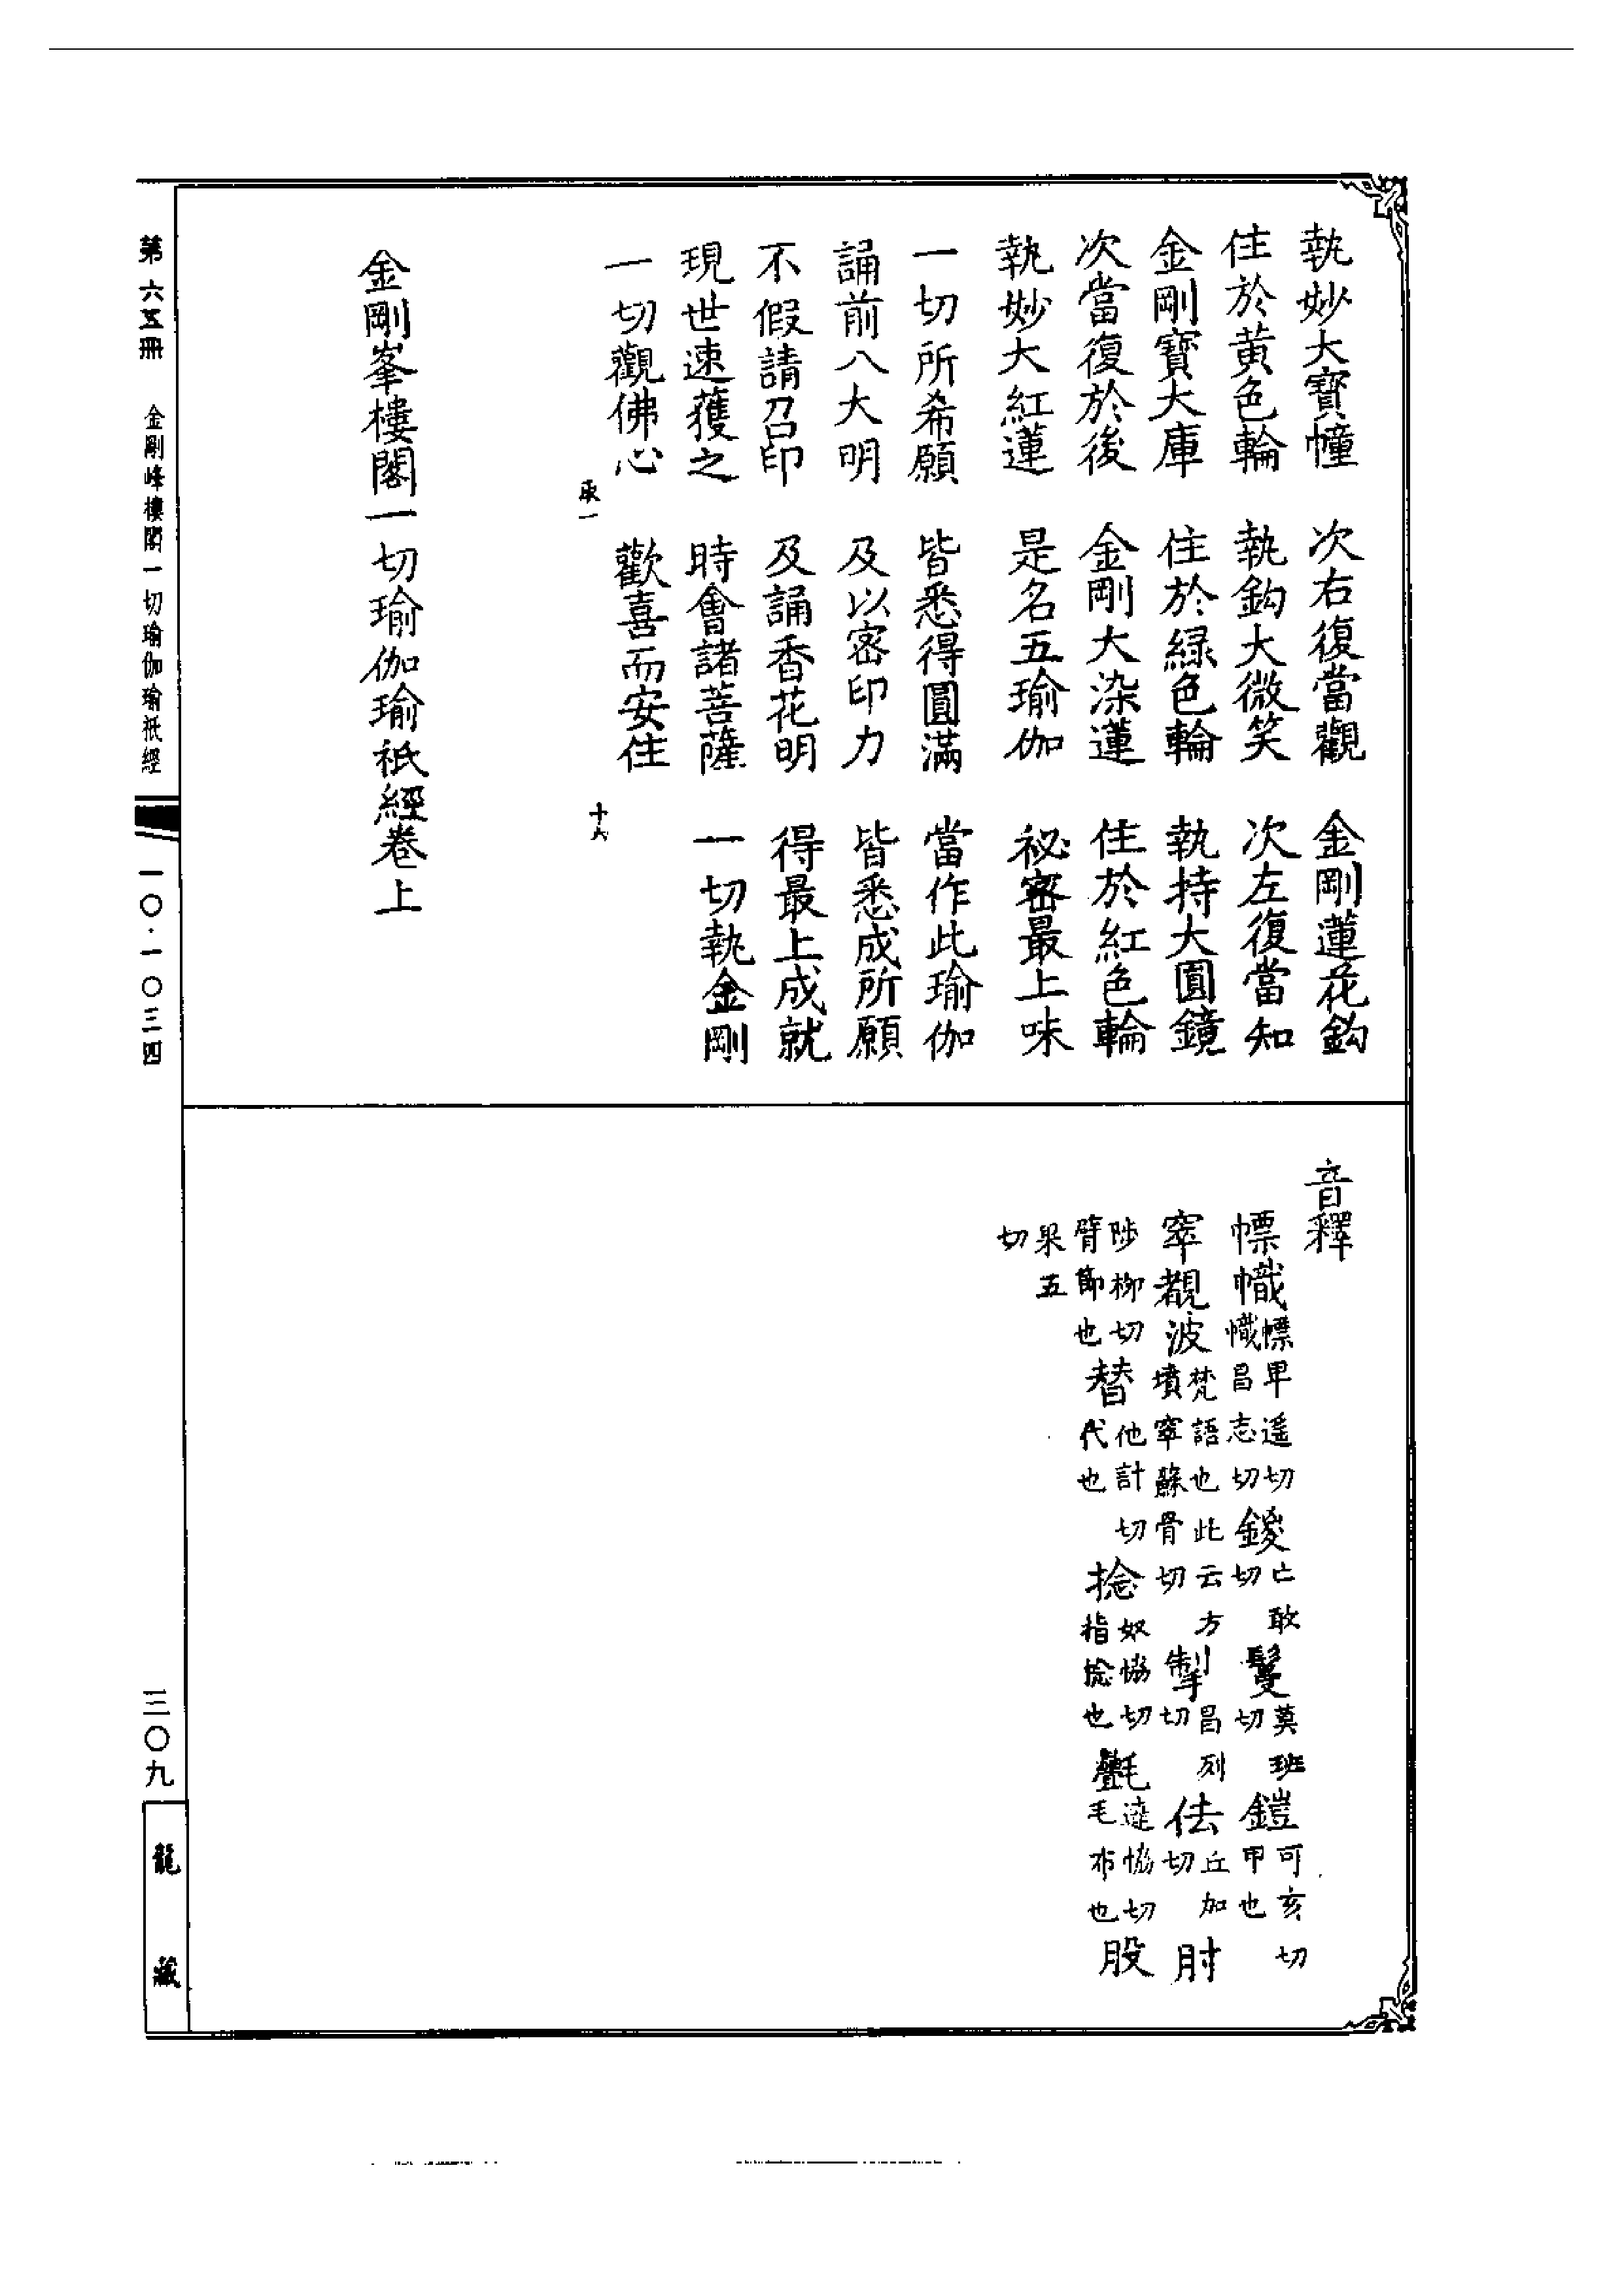 執妙大寶幢　次右復當觀　金剛蓮花鈎
住於黄色輪　執鈎大微笑　次左復當知
金剛寶大庫　住於緑色輪　執持大圓鏡
次當復於後　金剛大染蓮　住於紅色輪
執妙大紅蓮　是名五瑜伽　祕密最上味
一切所希願　皆悉得圓滿　當作此瑜伽
誦前八大明　及以密印力　皆悉成所願
不假請召印　及誦香花明　得最上成就
現世速獲之　時會諸菩薩　一切執金剛
一切觀佛心　歡喜而安住
承一　十六
金剛峯樓閣一切瑜伽瑜祇經卷上
音釋
幖幟幖卑遥切幟昌志切鍐亡敢切鬘莫班切鎧可亥切甲也
窣覩波梵語也此云方墳窣蘇骨切掣昌列切佉丘加切肘
陟柳切臂節也替他計切代也捻奴協切指捻也㲲達協切毛布也股
果五切
第六五冊　金剛峰樓閣一切瑜伽瑜祇經　一〇·一〇三四　三〇九　龍藏